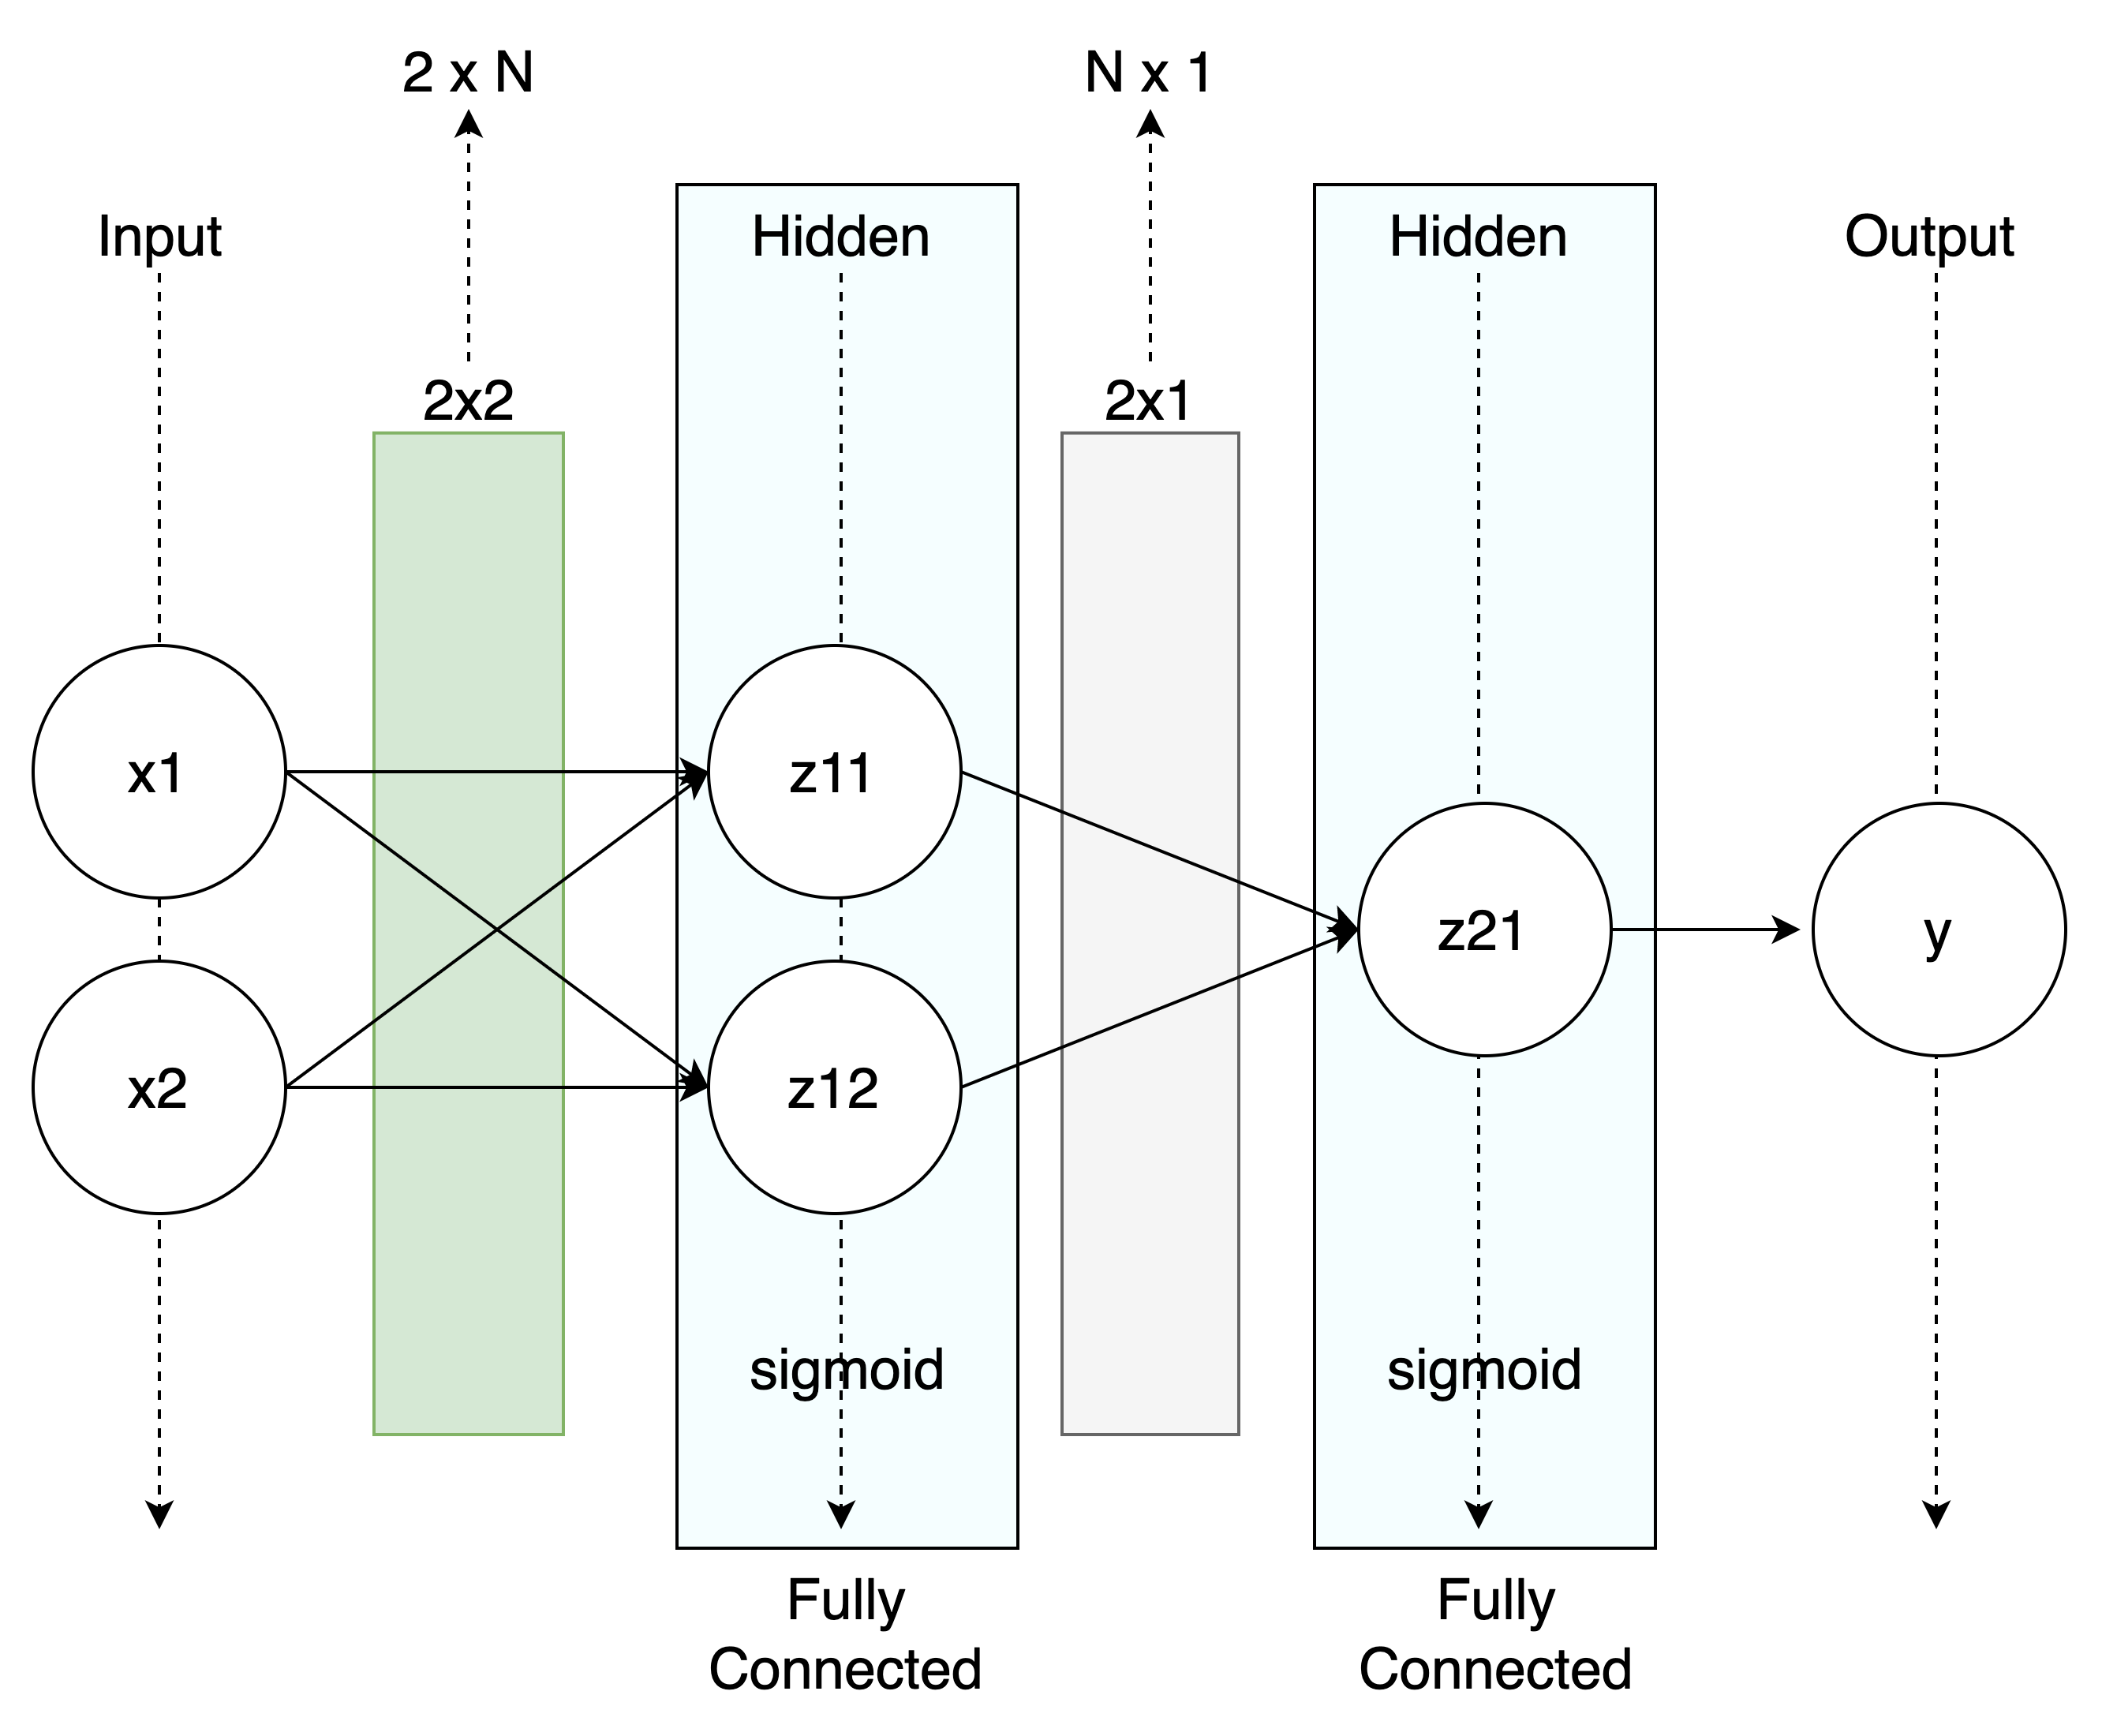 2 x N
N x 1
Input
Hidden
Hidden
Output
2x2
2x1
x1
z11
z21
y
x2
z12
sigmoid
sigmoid
Fully
Connected
Fully
Connected